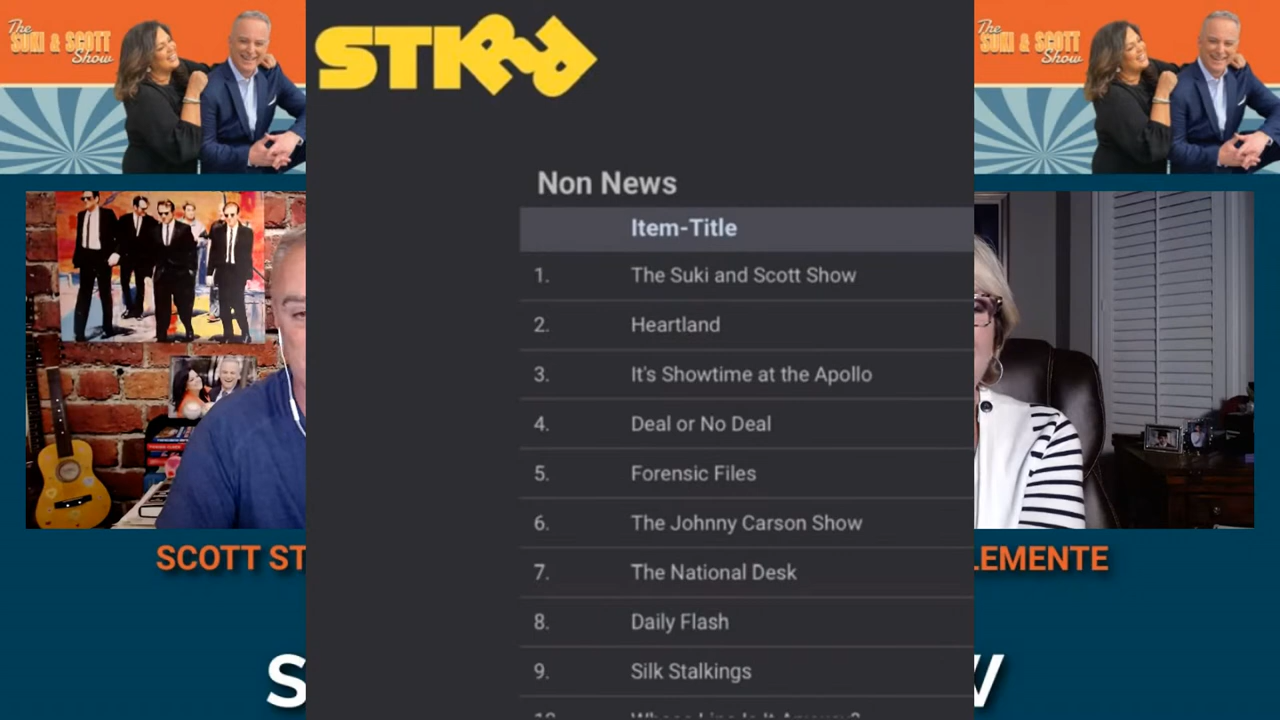 The
SUKI & SCOTT
Show
STIRR
The
SUKI & SCOTT
Show
Non News
Item-Title
1. The Suki and Scott Show
2. Heartland
3. It's Showtime at the Apollo
4. Deal or No Deal
5. Forensic Files
6. The Johnny Carson Show
7. The National Desk
8. Daily Flash
9. Silk Stalkings
SCOTT ST
LEMENTE
S
W